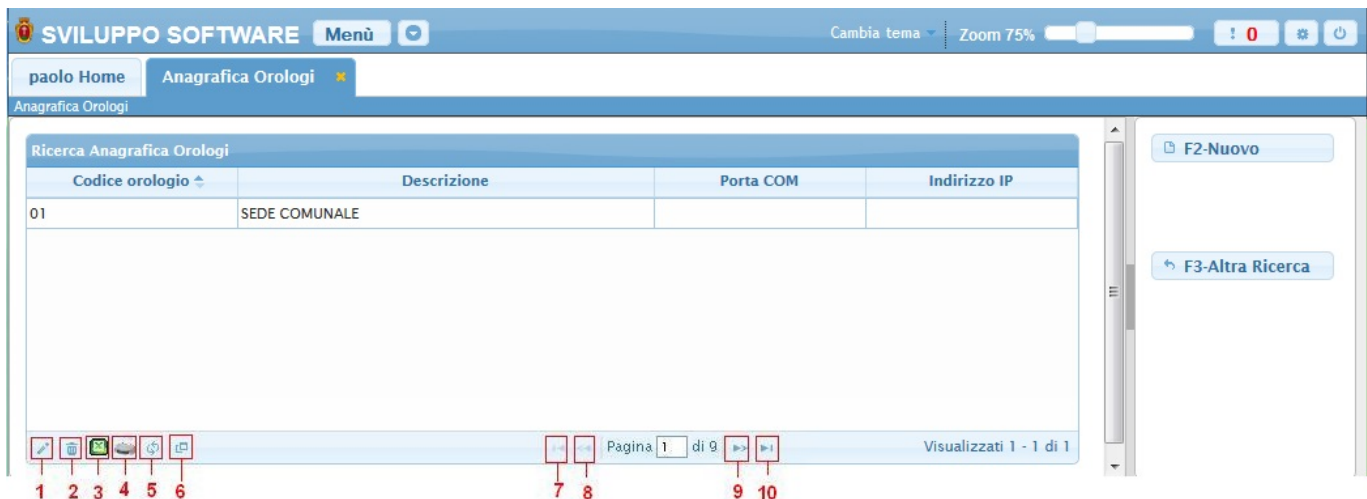 SVILUPPO SOFTWARE Menù Cambia tema Zoom 75% ! 0
paolo Home Anagrafica Orologi
Anagrafica Orologi
Ricerca Anagrafica Orologi
Codice orologio Descrizione Porta COM Indirizzo IP
01 SEDE COMUNALE
F2-Nuovo
F3-Altra Ricerca
Pagina 1 di 9 Visualizzati 1 - 1 di 1
1 2 3 4 5 6 7 8 9 10